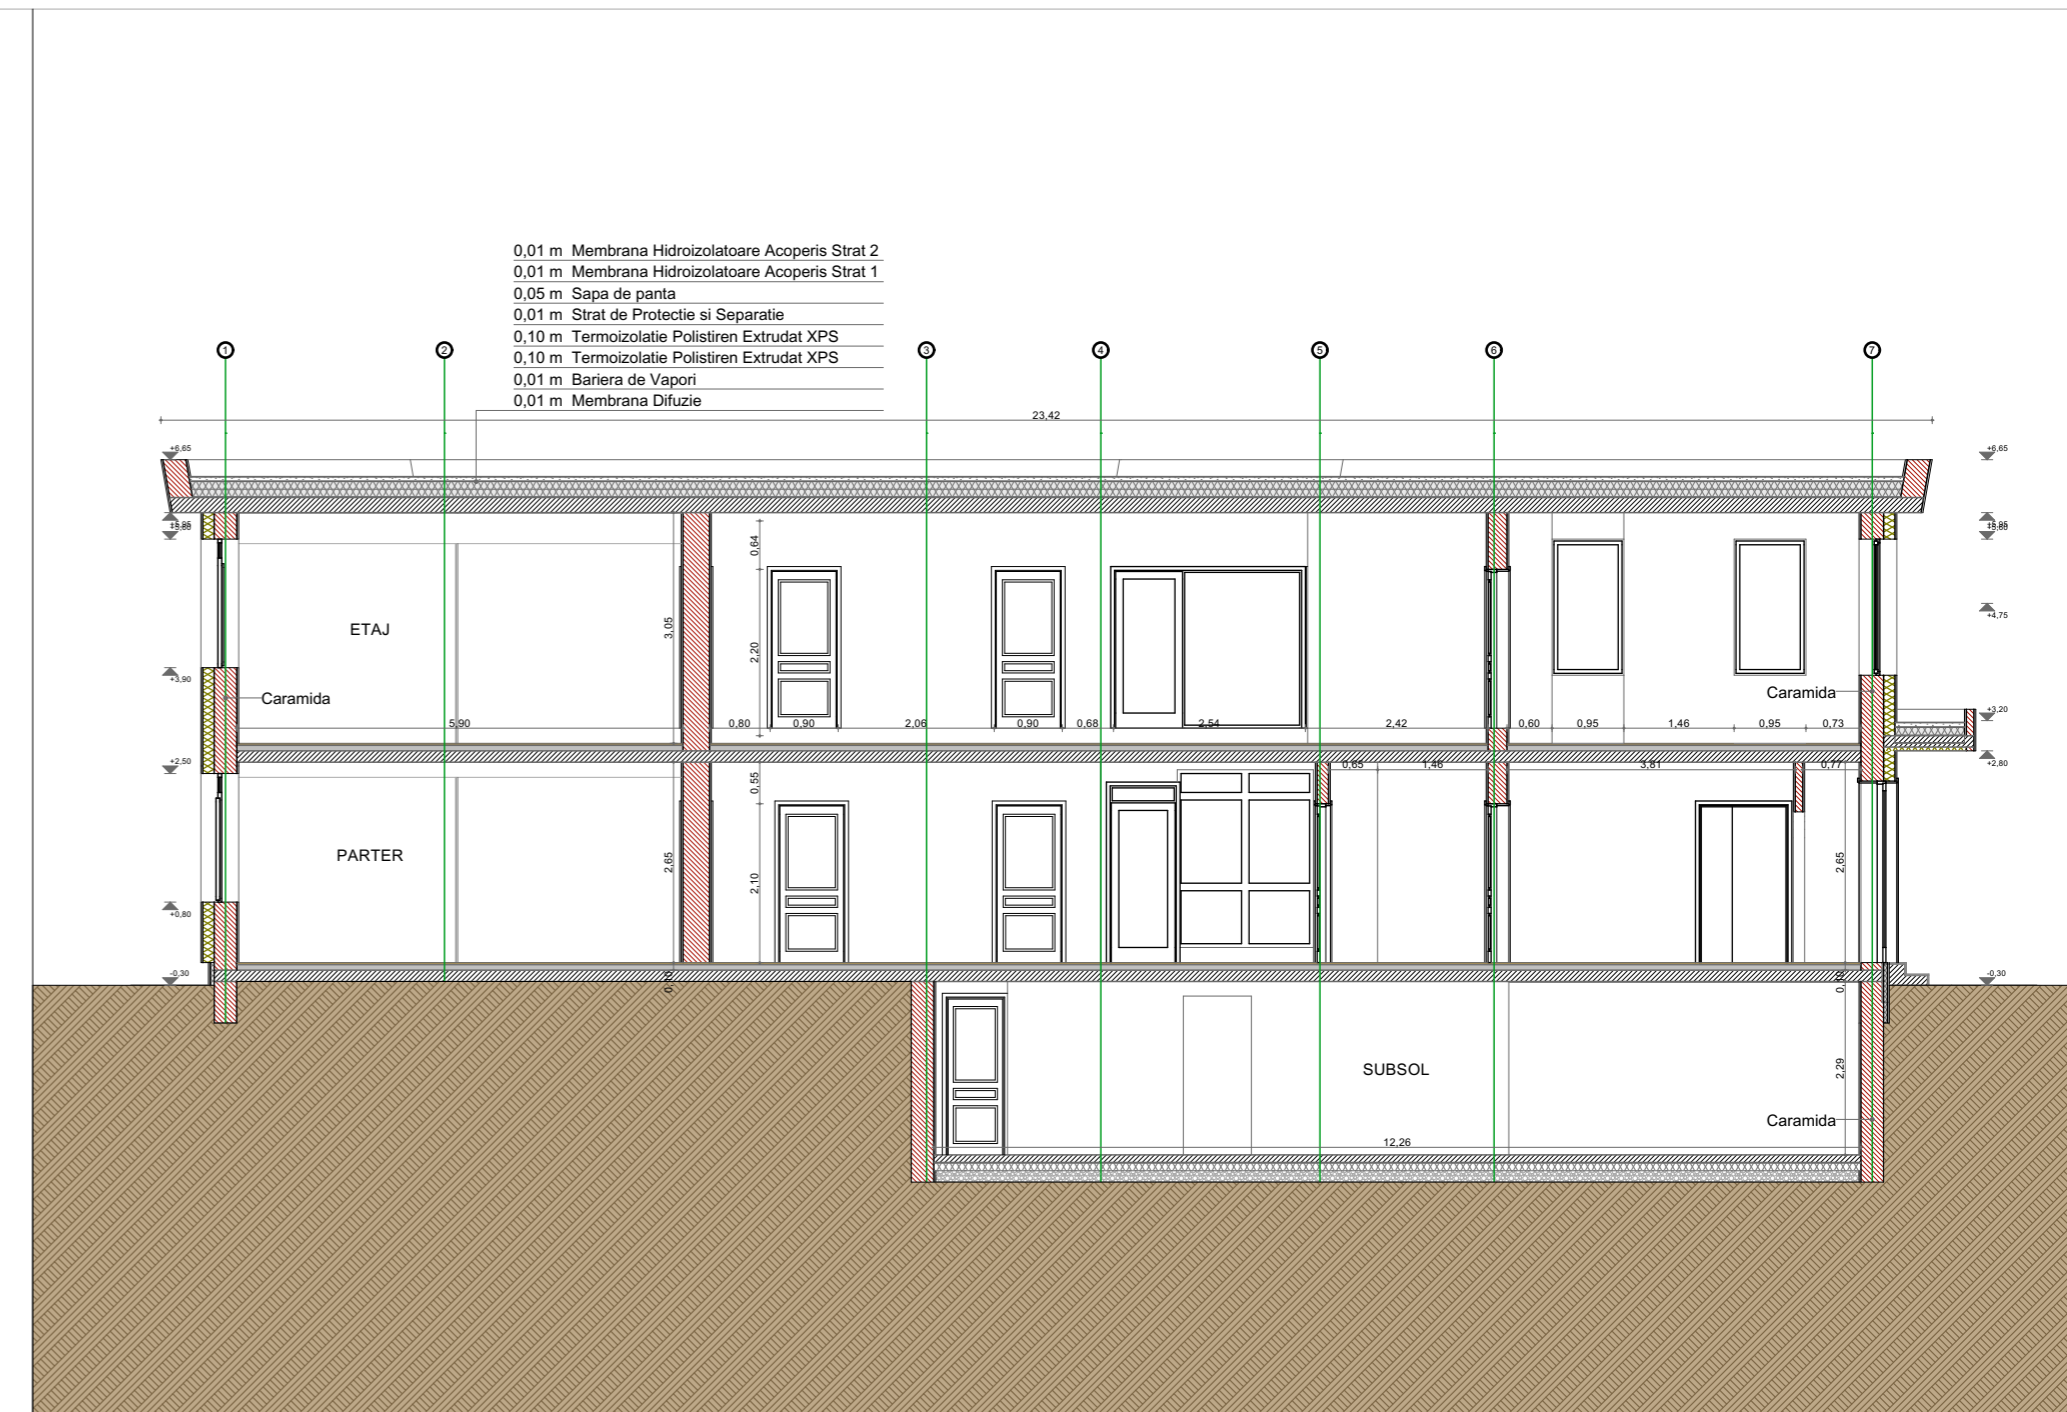 0,01 m Membrana Hidroizolatoare Acoperis Strat 2
0,01 m Membrana Hidroizolatoare Acoperis Strat 1
0,05 m Sapa de panta
0,01 m Strat de Protectie si Separatie
0,10 m Termoizolatie Polistiren Extrudat XPS
0,10 m Termoizolatie Polistiren Extrudat XPS
0,01 m Bariera de Vapori
0,01 m Membrana Difuzie
1 2 3 4 5 6 7
23,42
+6,65 +6,65
0,64
+4,75
ETAJ
3,05
2,20
+3,90
Caramida
Caramida
+3,20
5,90 0,80 0,90 2,06 0,90 0,68 2,54 2,42 0,60 0,95 1,46 0,95 0,73
+2,50 +2,80
0,55
0,65 1,46 3,81 0,77
PARTER
2,65
2,10
2,65
+0,80
-0,30 -0,30
0,10 0,10
SUBSOL
2,29
Caramida
12,26